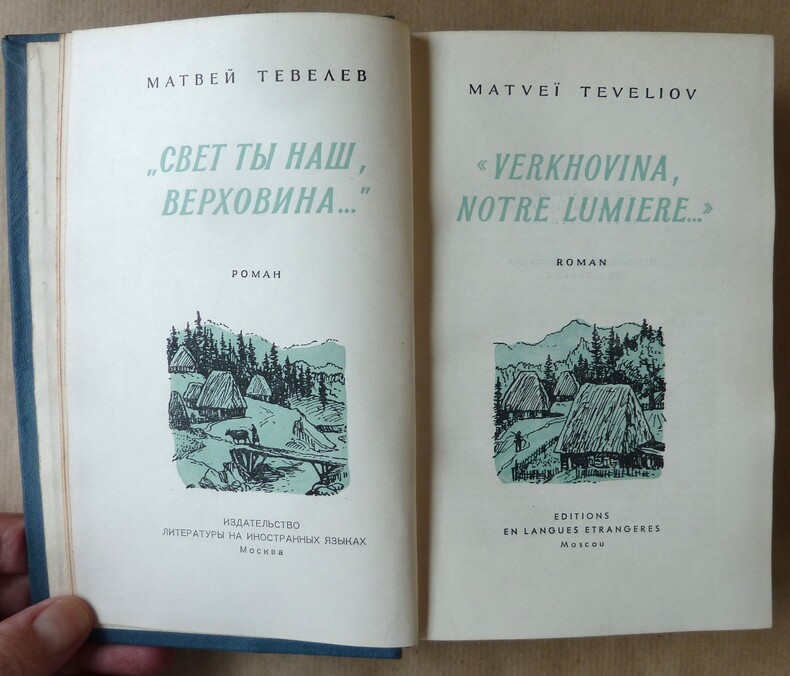 МАТВЕЙ ТЕВЕЛЕВ
„СВЕТ ТЫ НАШ,
ВЕРХОВИНА..."
РОМАН
ИЗДАТЕЛЬСТВО
ЛИТЕРАТУРЫ НА ИНОСТРАННЫХ ЯЗЫКАХ
Москва
MATVEÏ TEVELIOV
« VERKHOVINA,
NOTRE LUMIERE...»
ROMAN
EDITIONS
EN LANGUES ETRANGERES
Moscou